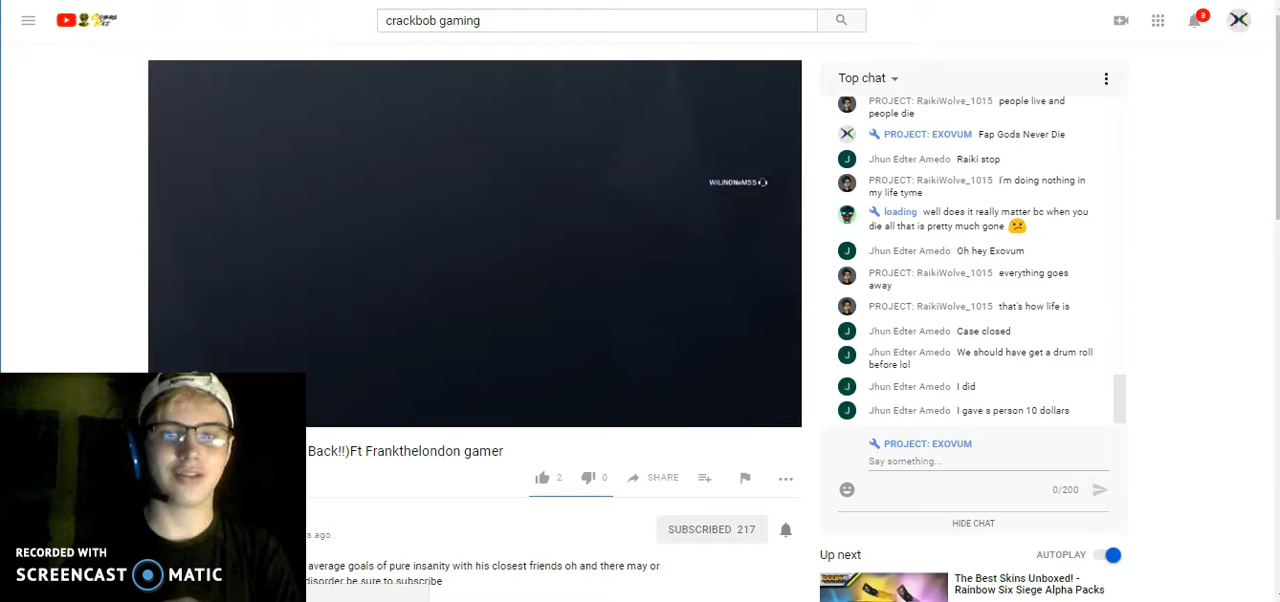 crackbob gaming
8
WILINDNeM55
Top chat
PROJECT: RaikiWolve_1015 people live and
people die
PROJECT: EXOVUM Fap Gods Never Die
Jhun Edter Amedo Raiki stop
PROJECT: RaikiWolve_1015 I'm doing nothing in
my life tyme
loading well does it really matter bc when you
die all that is pretty much gone
J Jhun Edter Amedo Oh hey Exovum
PROJECT: RaikiWolve_1015 everything goes
away
PROJECT: RaikiWolve_1015 that's how life is
J Jhun Edter Amedo Case closed
J Jhun Edter Amedo We should have get a drum roll
before lol
J Jhun Edter Amedo I did
J Jhun Edter Amedo I gave s person 10 dollars
PROJECT: EXOVUM
Say something...
0/200
HIDE CHAT
Back!!)Ft Frankthelondon gamer
2 0 SHARE
SUBSCRIBED 217
s ago
average goals of pure insanity with his closest friends oh and there may or
disorder be sure to subscribe
Up next AUTOPLAY
The Best Skins Unboxed! -
Rainbow Six Siege Alpha Packs
RECORDED WITH
SCREENCAST MATIC